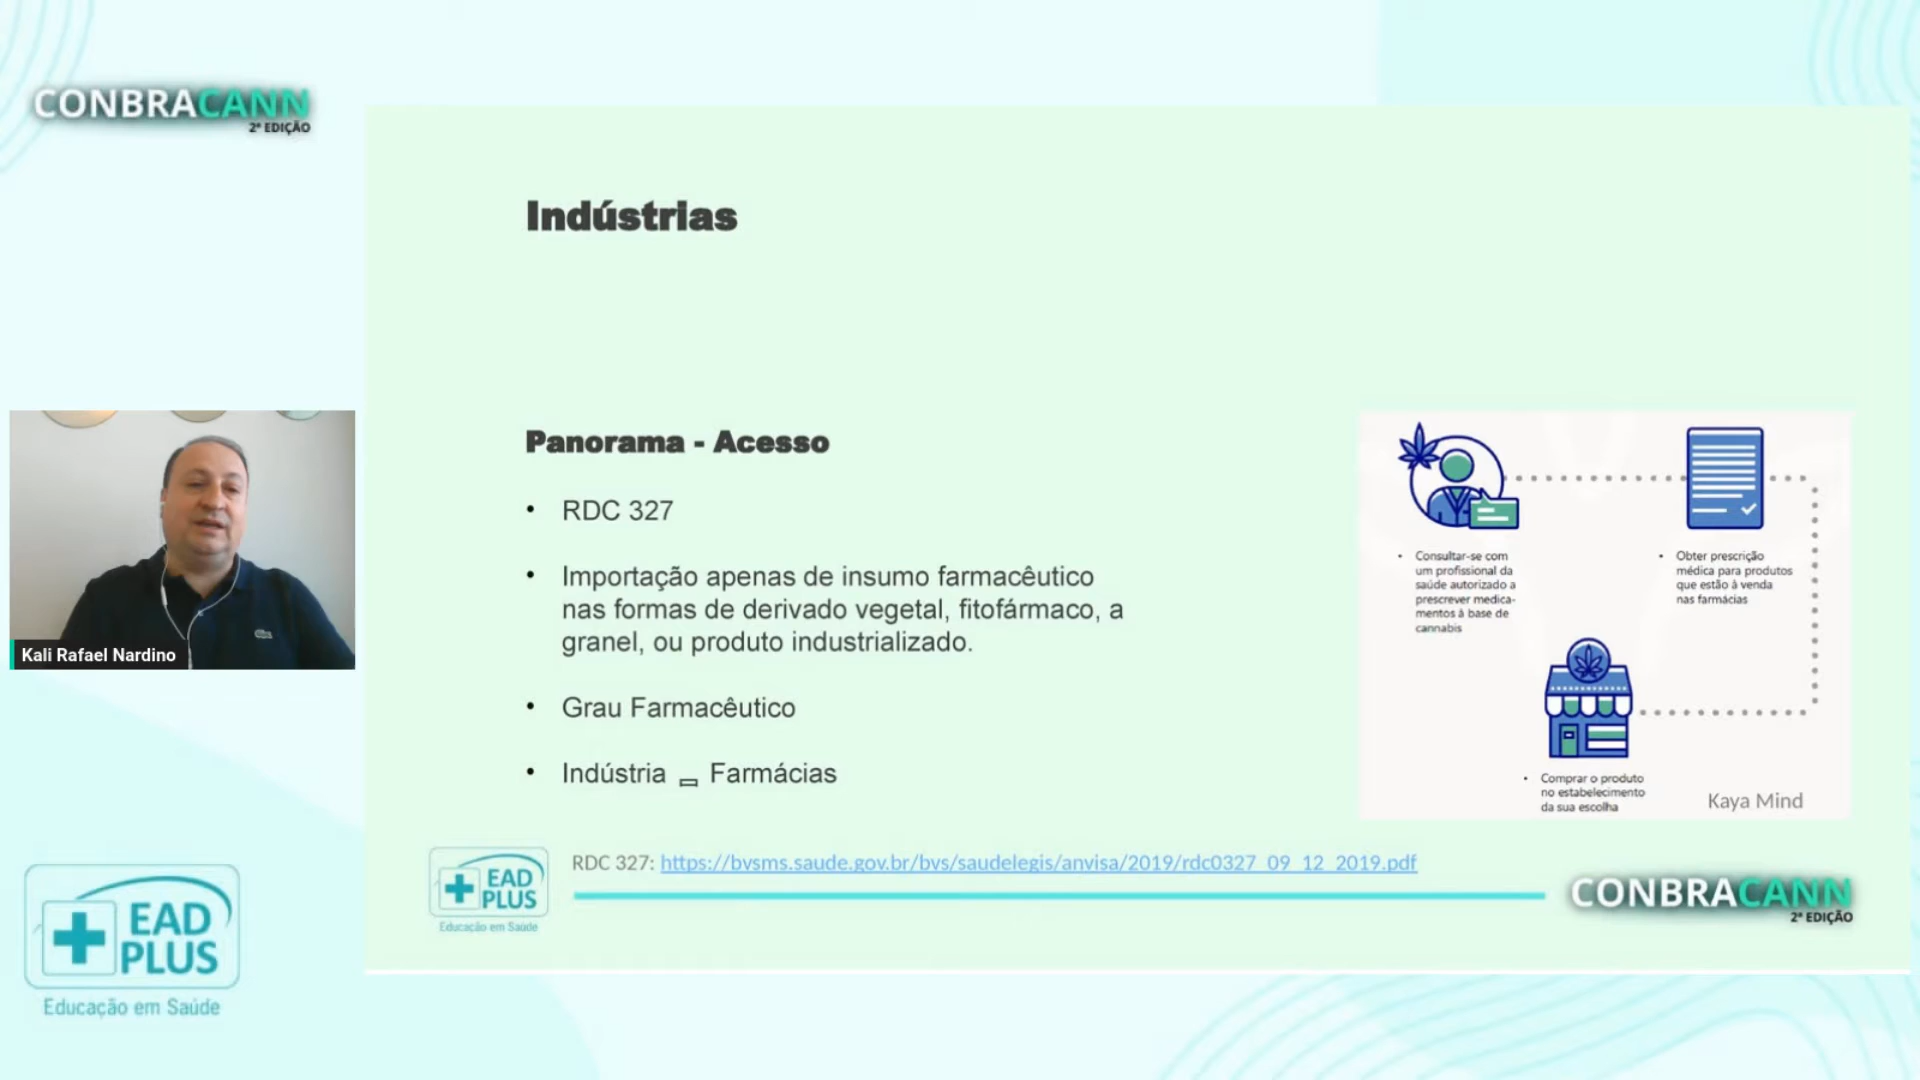 CONBRACANN
2ª EDIÇÃO
Indústrias
Panorama - Acesso
• RDC 327
• Importação apenas de insumo farmacêutico
nas formas de derivado vegetal, fitofármaco, a
granel, ou produto industrializado.
• Grau Farmacêutico
• Indústria Farmácias
• Consultar-se com
um profissional da
saúde autorizado a
prescrever medica-
mentos à base de
cannabis
• Obter prescrição
médica para produtos
que estão à venda
nas farmácias
• Comprar o produto
no estabelecimento
da sua escolha
Kaya Mind
Kali Rafael Nardino
RDC 327: https://bvsms.saude.gov.br/bvs/saudelegis/anvisa/2019/rdc0327_09_12_2019.pdf
EAD
PLUS
Educação em Saúde
CONBRACANN
2ª EDIÇÃO
EAD
PLUS
Educação em Saúde